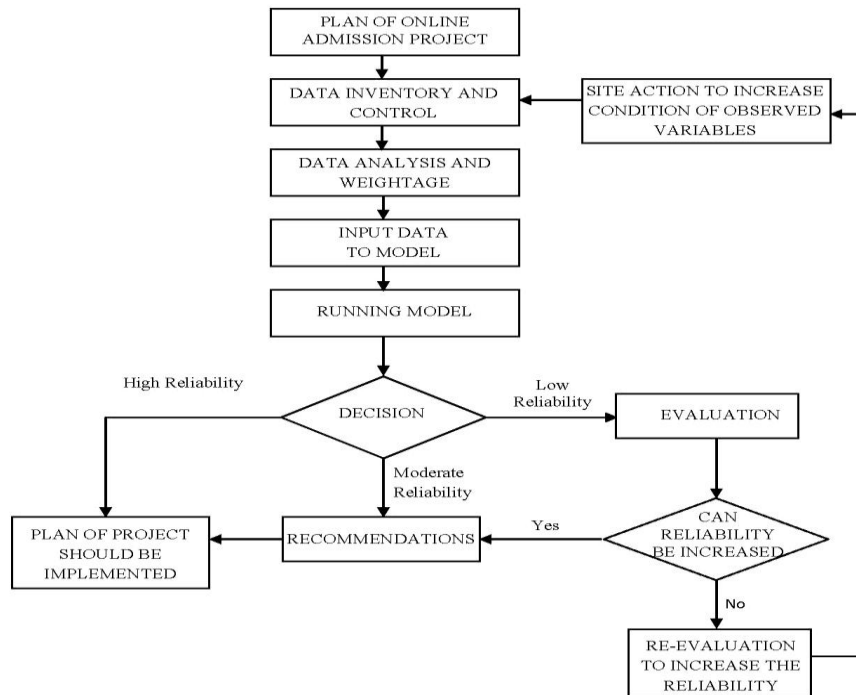 PLAN OF ONLINE
ADMISSION PROJECT
DATA INVENTORY AND
CONTROL
SITE ACTION TO INCREASE
CONDITION OF OBSERVED
VARIABLES
DATA ANALYSIS AND
WEIGHTAGE
INPUT DATA
TO MODEL
RUNNING MODEL
High Reliability
DECISION
Low
Reliability
EVALUATION
Moderate
Reliability
PLAN OF PROJECT
SHOULD BE
IMPLEMENTED
RECOMMENDATIONS
Yes
CAN
RELIABILITY
BE INCREASED
No
RE-EVALUATION
TO INCREASE THE
RELIABILITY